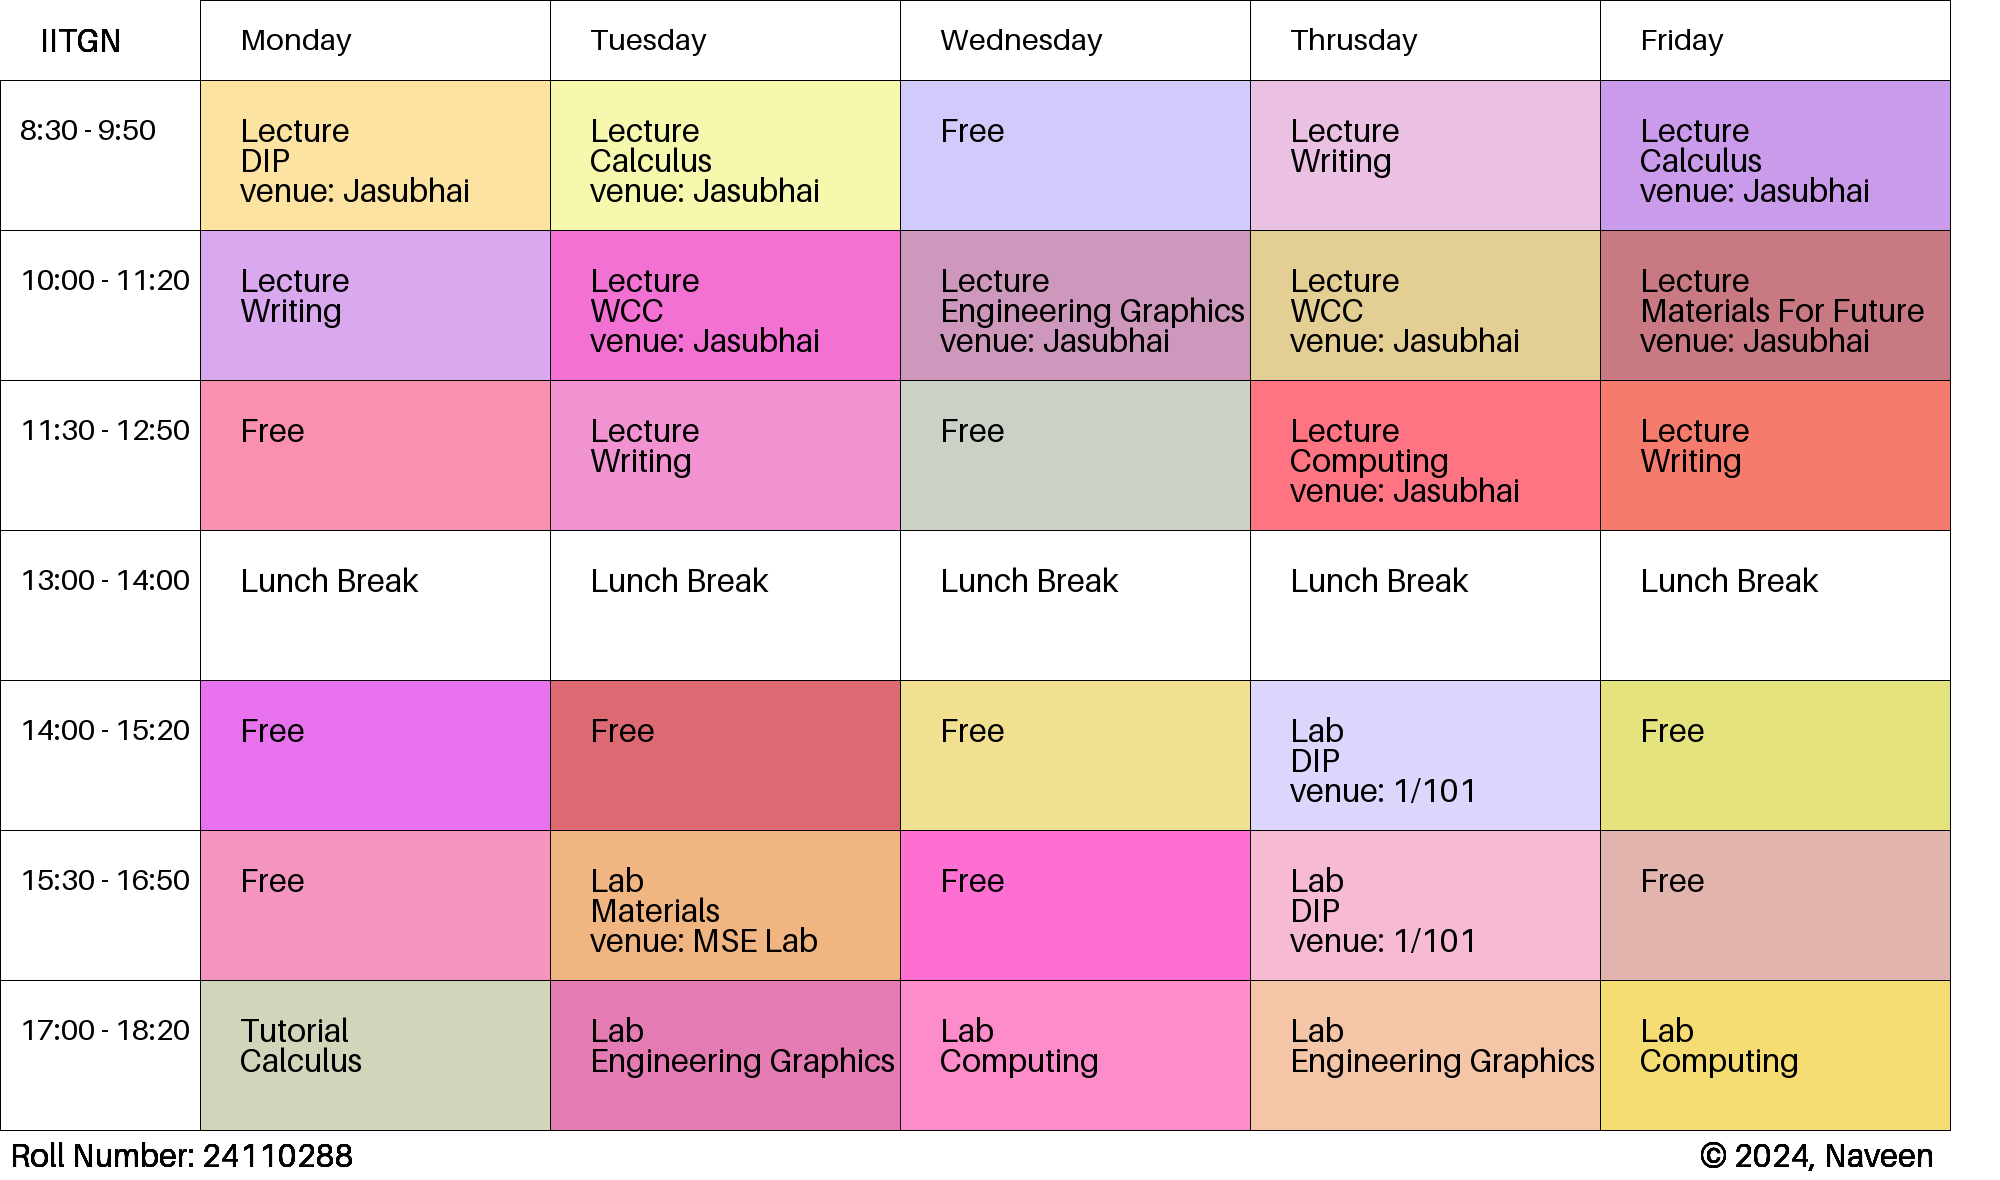 IITGN Monday Tuesday Wednesday Thrusday Friday
8:30 - 9:50
Lecture
DIP
venue: Jasubhai
Lecture
Calculus
venue: Jasubhai
Free
Lecture
Writing
Lecture
Calculus
venue: Jasubhai
10:00 - 11:20
Lecture
Writing
Lecture
WCC
venue: Jasubhai
Lecture
Engineering Graphics
venue: Jasubhai
Lecture
WCC
venue: Jasubhai
Lecture
Materials For Future
venue: Jasubhai
11:30 - 12:50
Free
Lecture
Writing
Free
Lecture
Computing
venue: Jasubhai
Lecture
Writing
13:00 - 14:00
Lunch Break
Lunch Break
Lunch Break
Lunch Break
Lunch Break
14:00 - 15:20
Free
Free
Free
Lab
DIP
venue: 1/101
Free
15:30 - 16:50
Free
Lab
Materials
venue: MSE Lab
Free
Lab
DIP
venue: 1/101
Free
17:00 - 18:20
Tutorial
Calculus
Lab
Engineering Graphics
Lab
Computing
Lab
Engineering Graphics
Lab
Computing
Roll Number: 24110288
© 2024, Naveen